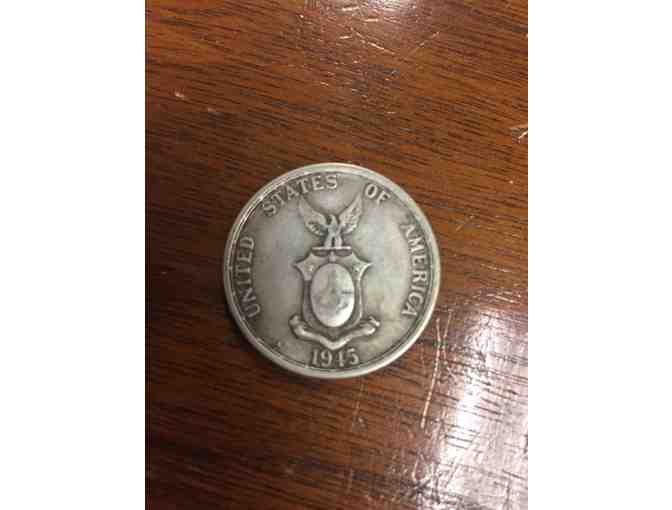 UNITED STATES OF AMERICA
1945